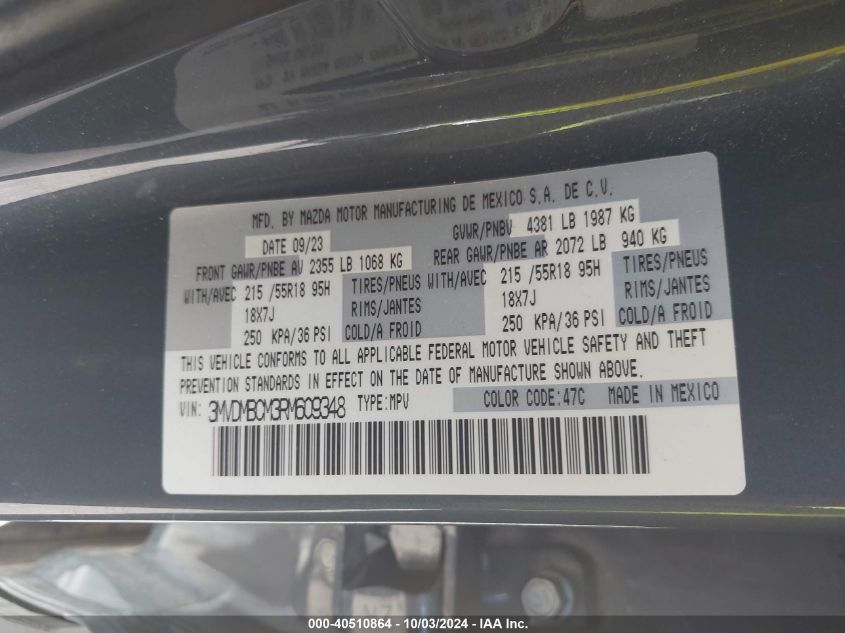 MFD. BY MAZDA MOTOR MANUFACTURING DE MEXICO S.A. DE C.V.
DATE 09/23 GVWR/PNBV 4381 LB 1987 KG
FRONT GAWR/PNBE AV 2355 LB 1068 KG REAR GAWR/PNBE AR 2072 LB 940 KG
WITH/AVEC 215 /55R18 95H TIRES/PNEUS WITH/AVEC 215 /55R18 95H TIRES/PNEUS
18X7J RIMS/JANTES 18X7J RIMS/JANTES
250 KPA/36 PSI COLD/A FROID 250 KPA/36 PSI COLD/A FROID
THIS VEHICLE CONFORMS TO ALL APPLICABLE FEDERAL MOTOR VEHICLE SAFETY AND THEFT
PREVENTION STANDARDS IN EFFECT ON THE DATE OF MANUFACTURE SHOWN ABOVE.
VIN: 3MVDMBCM3RM609348 TYPE:MPV COLOR CODE:47C MADE IN MEXICO
000-40510864 - 10/03/2024 - IAA Inc.